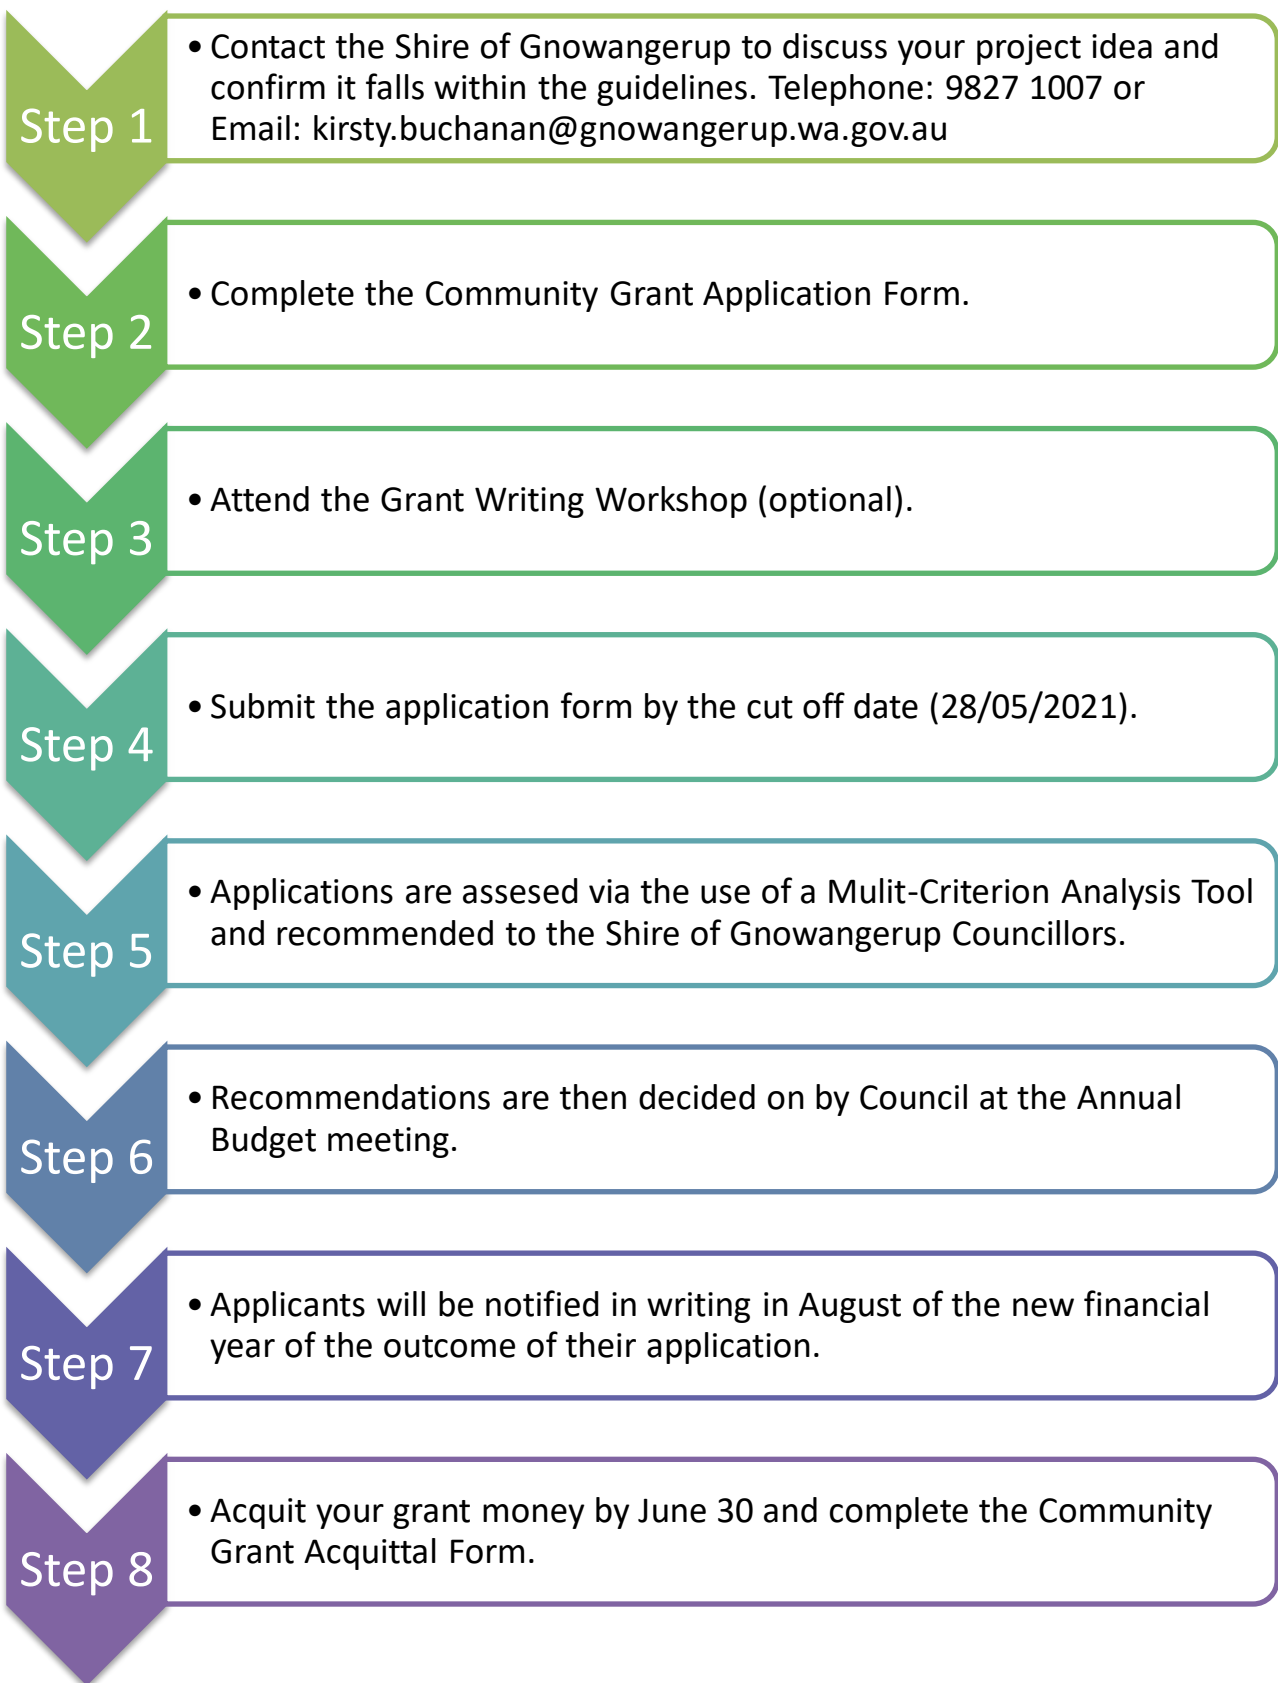 Step 1
• Contact the Shire of Gnowangerup to discuss your project idea and
confirm it falls within the guidelines. Telephone: 9827 1007 or
Email: kirsty.buchanan@gnowangerup.wa.gov.au
Step 2
• Complete the Community Grant Application Form.
Step 3
• Attend the Grant Writing Workshop (optional).
Step 4
• Submit the application form by the cut off date (28/05/2021).
Step 5
• Applications are assesed via the use of a Mulit-Criterion Analysis Tool
and recommended to the Shire of Gnowangerup Councillors.
Step 6
• Recommendations are then decided on by Council at the Annual
Budget meeting.
Step 7
• Applicants will be notified in writing in August of the new financial
year of the outcome of their application.
Step 8
• Acquit your grant money by June 30 and complete the Community
Grant Acquittal Form.